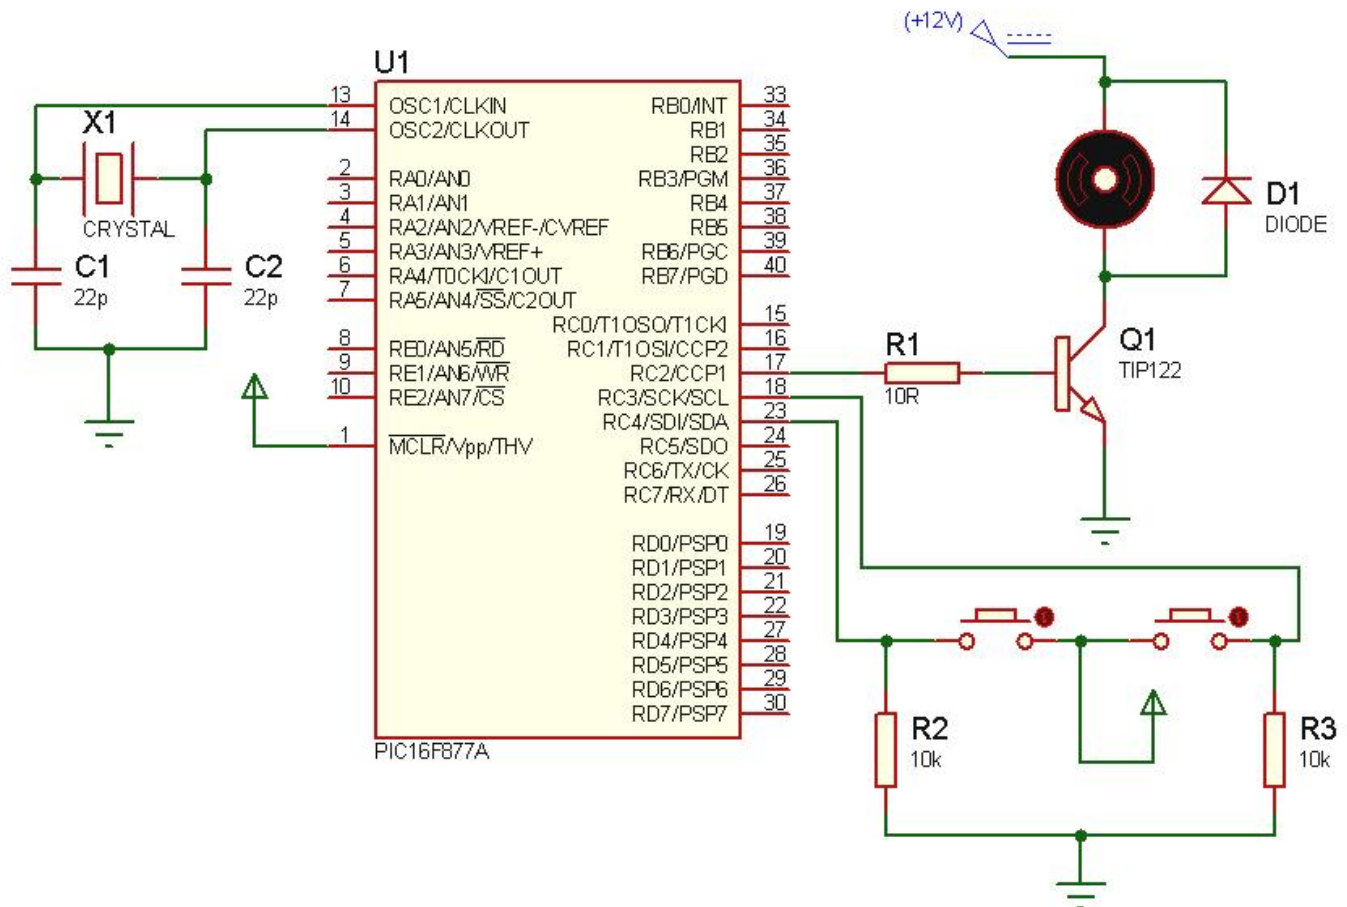 (+12V)
U1
X1
CRYSTAL
C1
22p
C2
22p
13
OSC1/CLKIN
14
OSC2/CLKOUT
2
RA0/AN0
3
RA1/AN1
4
RA2/AN2/VREF-/CVREF
5
RA3/AN3/VREF+
6
RA4/T0CKI/C1OUT
7
RA5/AN4/SS/C2OUT
8
RE0/AN5/RD
9
RE1/AN6/WR
10
RE2/AN7/CS
1
MCLR/Vpp/THV
RB0/INT
33
RB1
34
RB2
35
RB3/PGM
36
RB4
37
RB5
38
RB6/PGC
39
RB7/PGD
40
RC0/T1OSO/T1CKI
15
RC1/T1OSI/CCP2
16
RC2/CCP1
17
RC3/SCK/SCL
18
RC4/SDI/SDA
23
RC5/SDO
24
RC6/TX/CK
25
RC7/RX/DT
26
RD0/PSP0
19
RD1/PSP1
20
RD2/PSP2
21
RD3/PSP3
22
RD4/PSP4
27
RD5/PSP5
28
RD6/PSP6
29
RD7/PSP7
30
PIC16F877A
D1
DIODE
R1
10R
Q1
TIP122
R2
10k
R3
10k